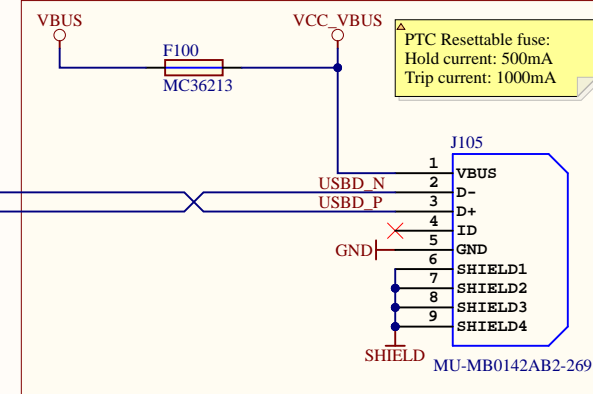 VBUS
VCC_VBUS
PTC Resettable fuse:
Hold current: 500mA
Trip current: 1000mA
F100
MC36213
J105
1 VBUS
USBD_N 2 D-
USBD_P 3 D+
4 ID
GND 5 GND
6 SHIELD1
7 SHIELD2
8 SHIELD3
9 SHIELD4
SHIELD
MU-MB0142AB2-269